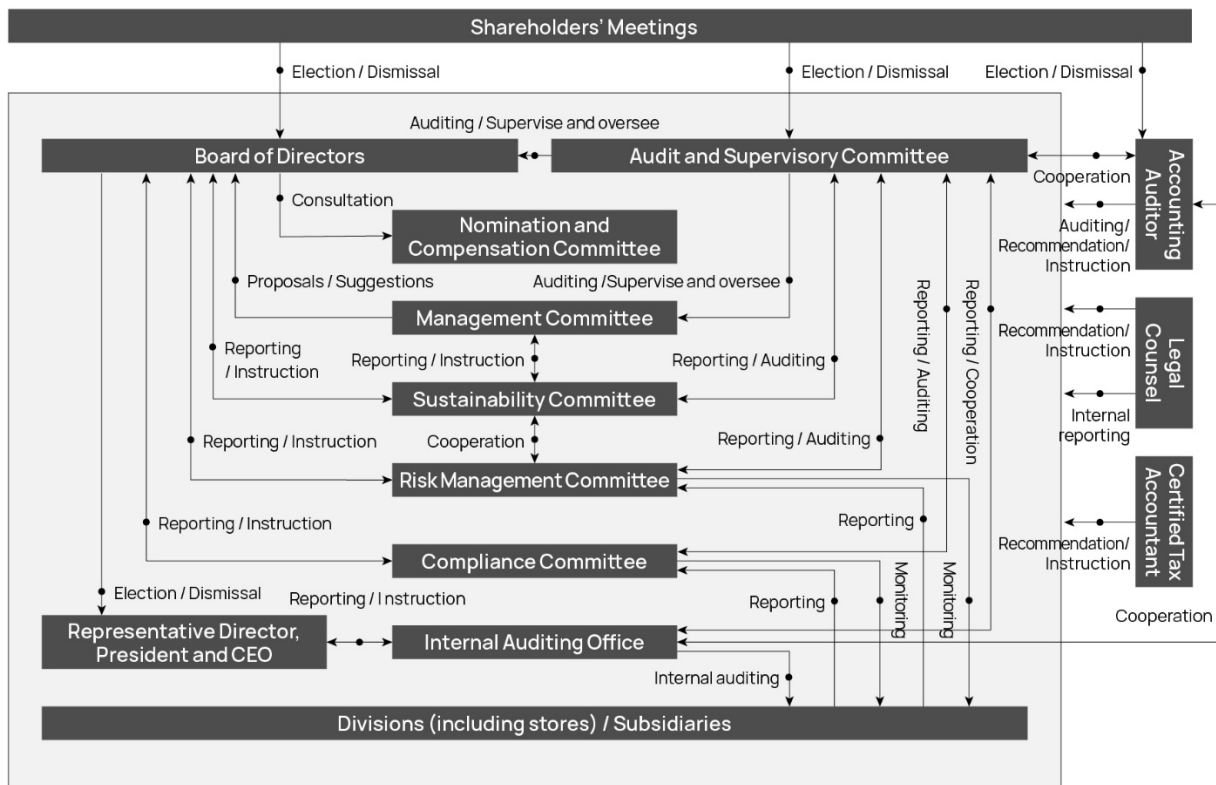 Shareholders' Meetings
Election / Dismissal
Election / Dismissal
Election / Dismissal
Auditing / Supervise and oversee
Board of Directors
Audit and Supervisory Committee
Accounting
Auditor
Cooperation
Consultation
Nomination and
Compensation Committee
Auditing/
Recommendation/
Instruction
Proposals / Suggestions
Auditing /Supervise and oversee
Management Committee
Reporting / Auditing
Reporting / Cooperation
Recommendation/
Instruction
Legal
Counsel
Reporting
/ Instruction
Reporting / Instruction
Reporting / Auditing
Sustainability Committee
Internal
reporting
Reporting / Instruction
Cooperation
Reporting / Auditing
Risk Management Committee
Certified Tax
Accountant
Reporting / Instruction
Reporting
Recommendation/
Instruction
Compliance Committee
Monitoring
Monitoring
Election / Dismissal
Reporting / Instruction
Reporting
Cooperation
Representative Director,
President and CEO
Internal Auditing Office
Internal auditing
Divisions (including stores) / Subsidiaries